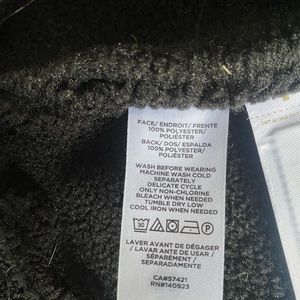 FACE/ ENDROIT/ FRENTE
100% POLYESTER/
POLIÉSTER
BACK/ DOS/ ESPALDA
100% POLYESTER/
POLIÉSTER
WASH BEFORE WEARING
MACHINE WASH COLD
SEPARATELY
DELICATE CYCLE
ONLY NON-CHLORINE
BLEACH WHEN NEEDED
TUMBLE DRY LOW
COOL IRON WHEN NEEDED
30
LAVER AVANT DE DÉGAGER
/ LAVAR ANTES DE USAR /
SÉPARÉMENT /
SEPARADAMENTE
CA#57421
RN#140923